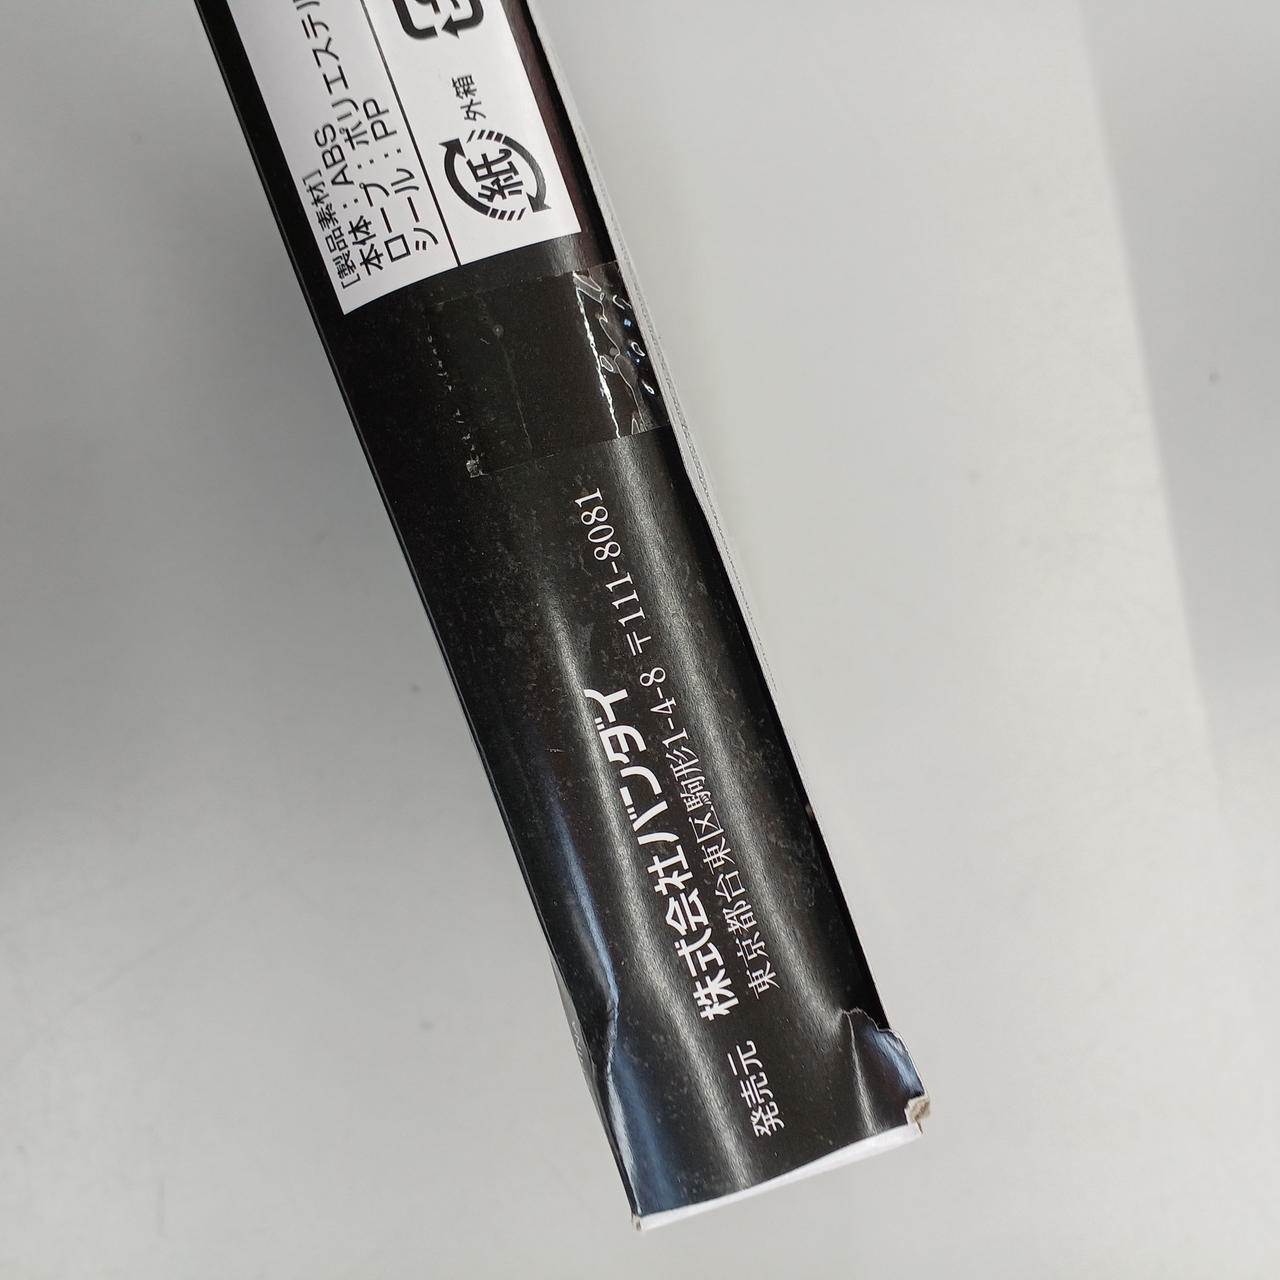 [製品素材]
本体:ABS
ロープ:ポリエステル
シール:PP
外箱
紙
発売元 株式会社バンダイ
東京都台東区駒形1-4-8 〒111-8081